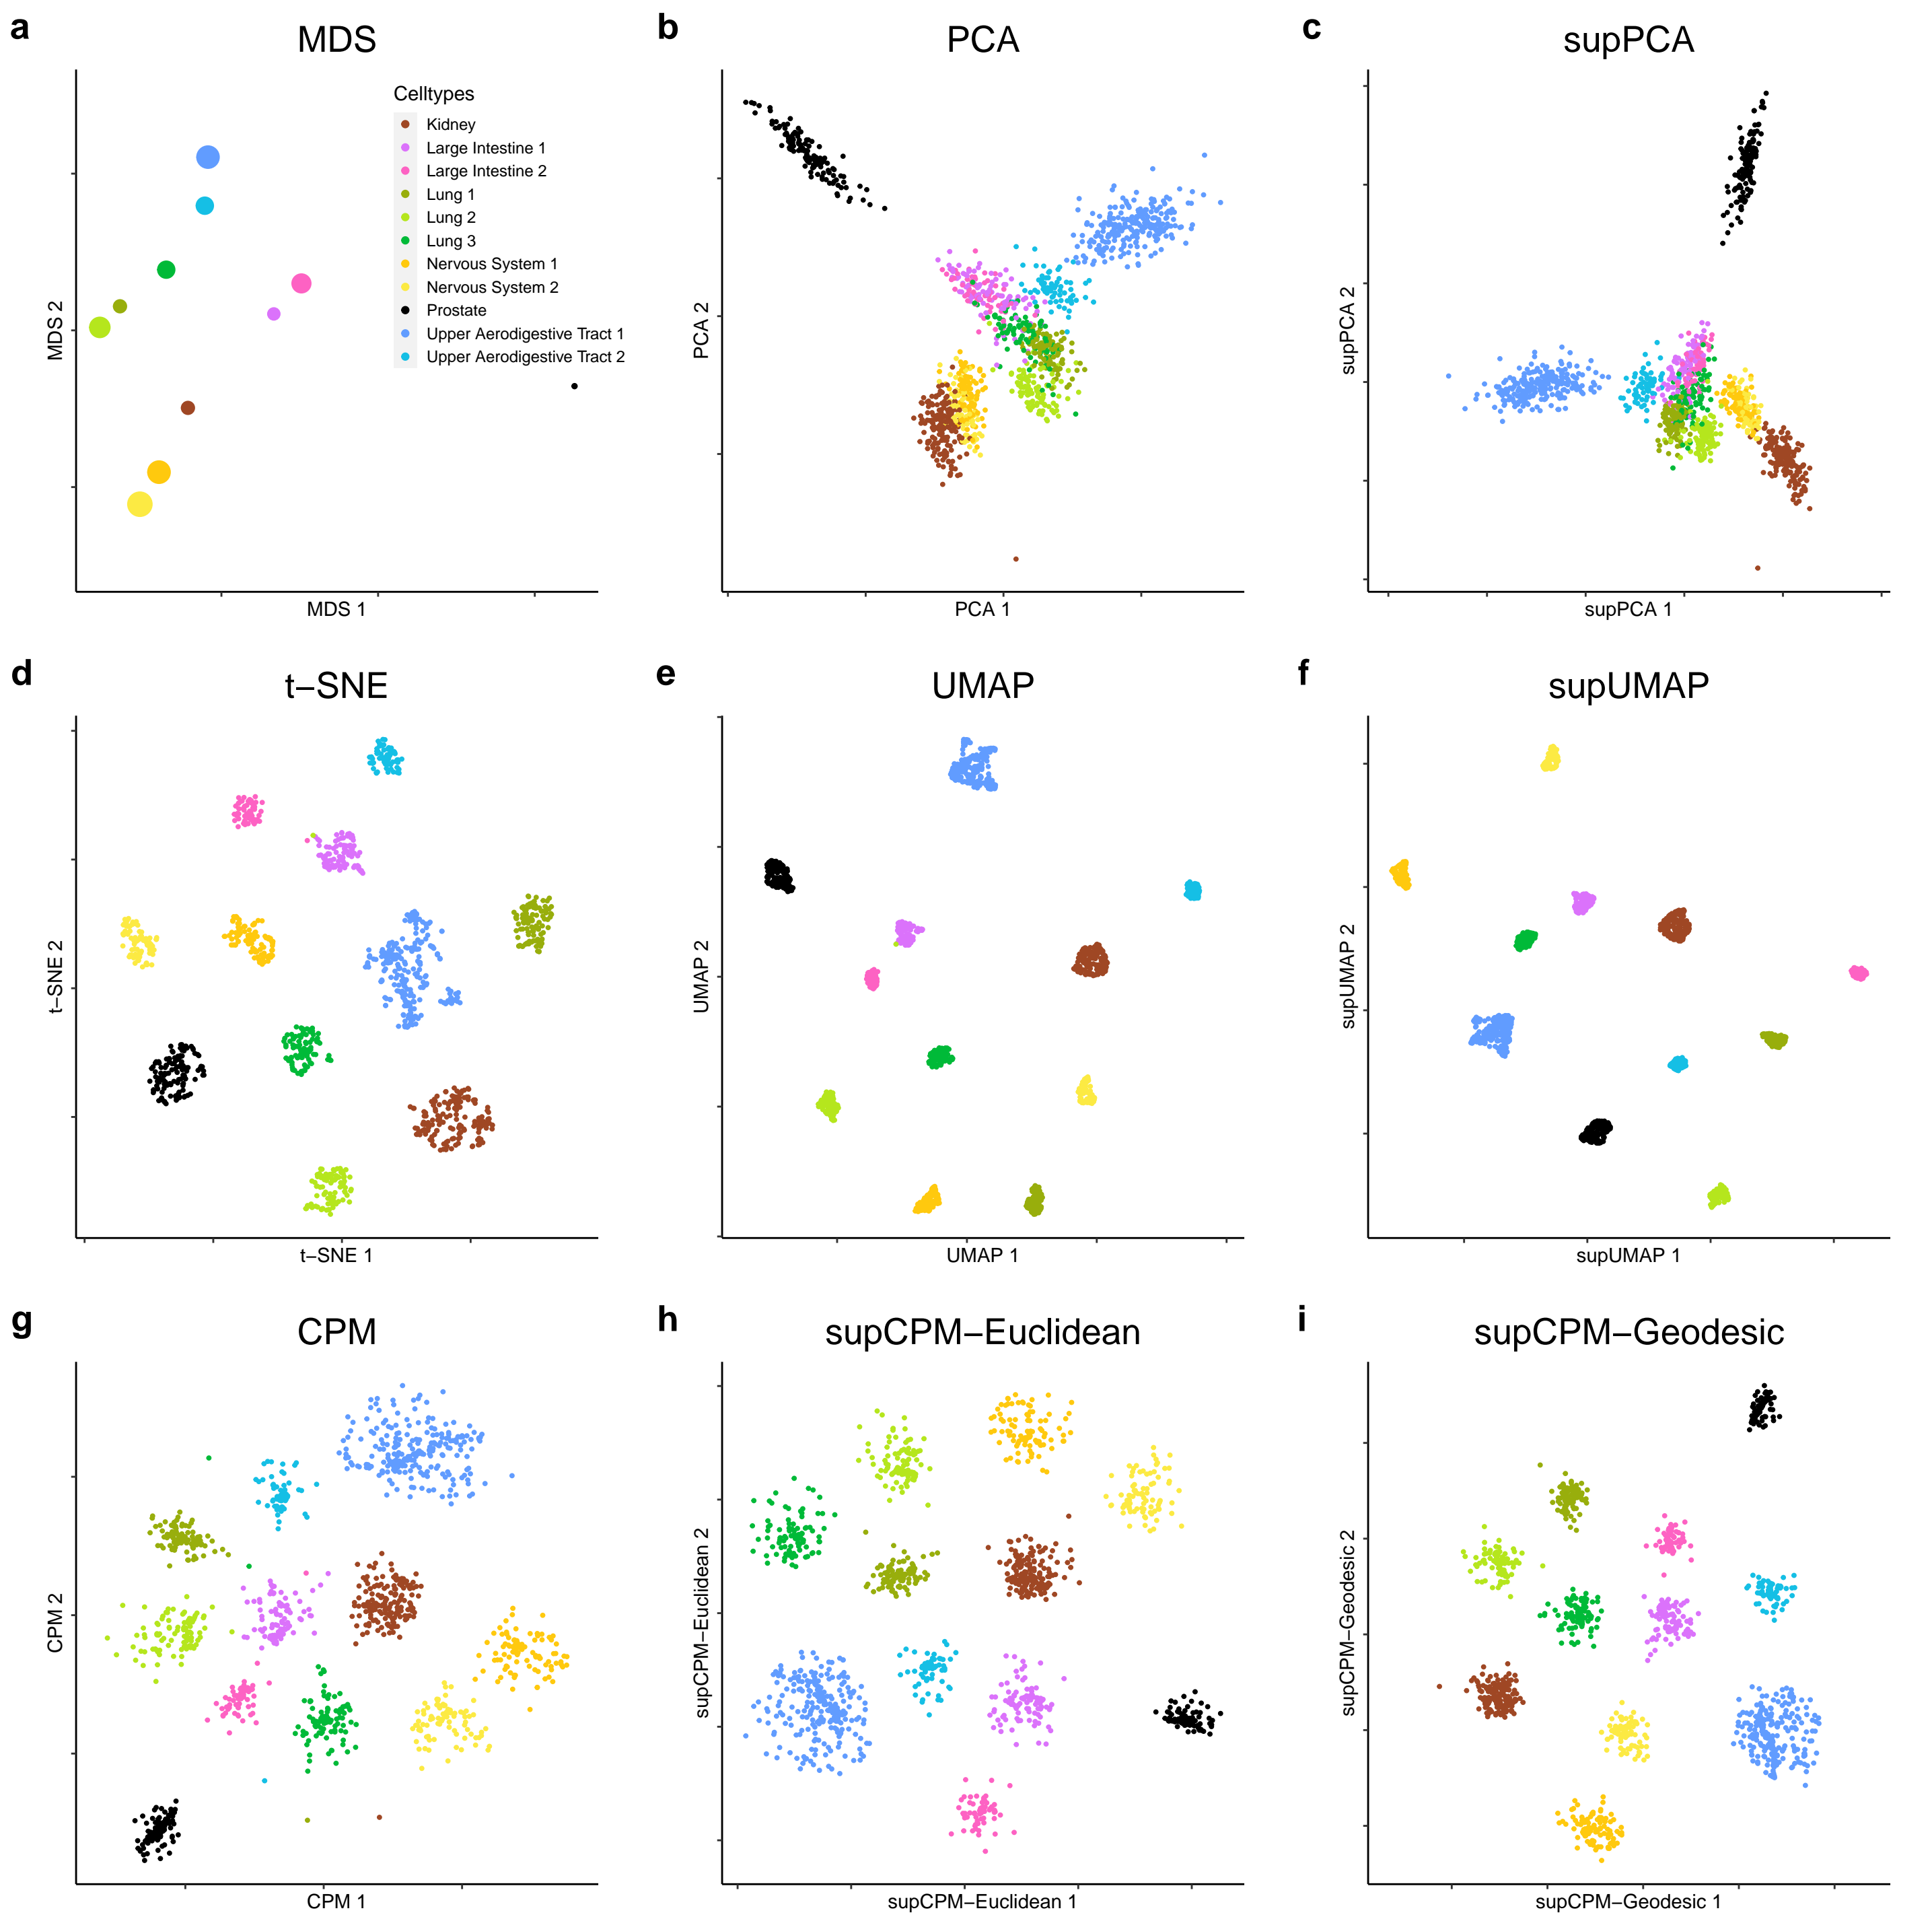 a
MDS
Celltypes
Kidney
Large Intestine 1
Large Intestine 2
Lung 1
Lung 2
Lung 3
Nervous System 1
Nervous System 2
Prostate
Upper Aerodigestive Tract 1
Upper Aerodigestive Tract 2
MDS 2
MDS 1
b
PCA
PCA 2
PCA 1
c
supPCA
supPCA 2
supPCA 1
d
t–SNE
t–SNE 2
t–SNE 1
e
UMAP
UMAP 2
UMAP 1
f
supUMAP
supUMAP 2
supUMAP 1
g
CPM
CPM 2
CPM 1
h
supCPM–Euclidean
supCPM–Euclidean 2
supCPM–Euclidean 1
i
supCPM–Geodesic
supCPM–Geodesic 2
supCPM–Geodesic 1